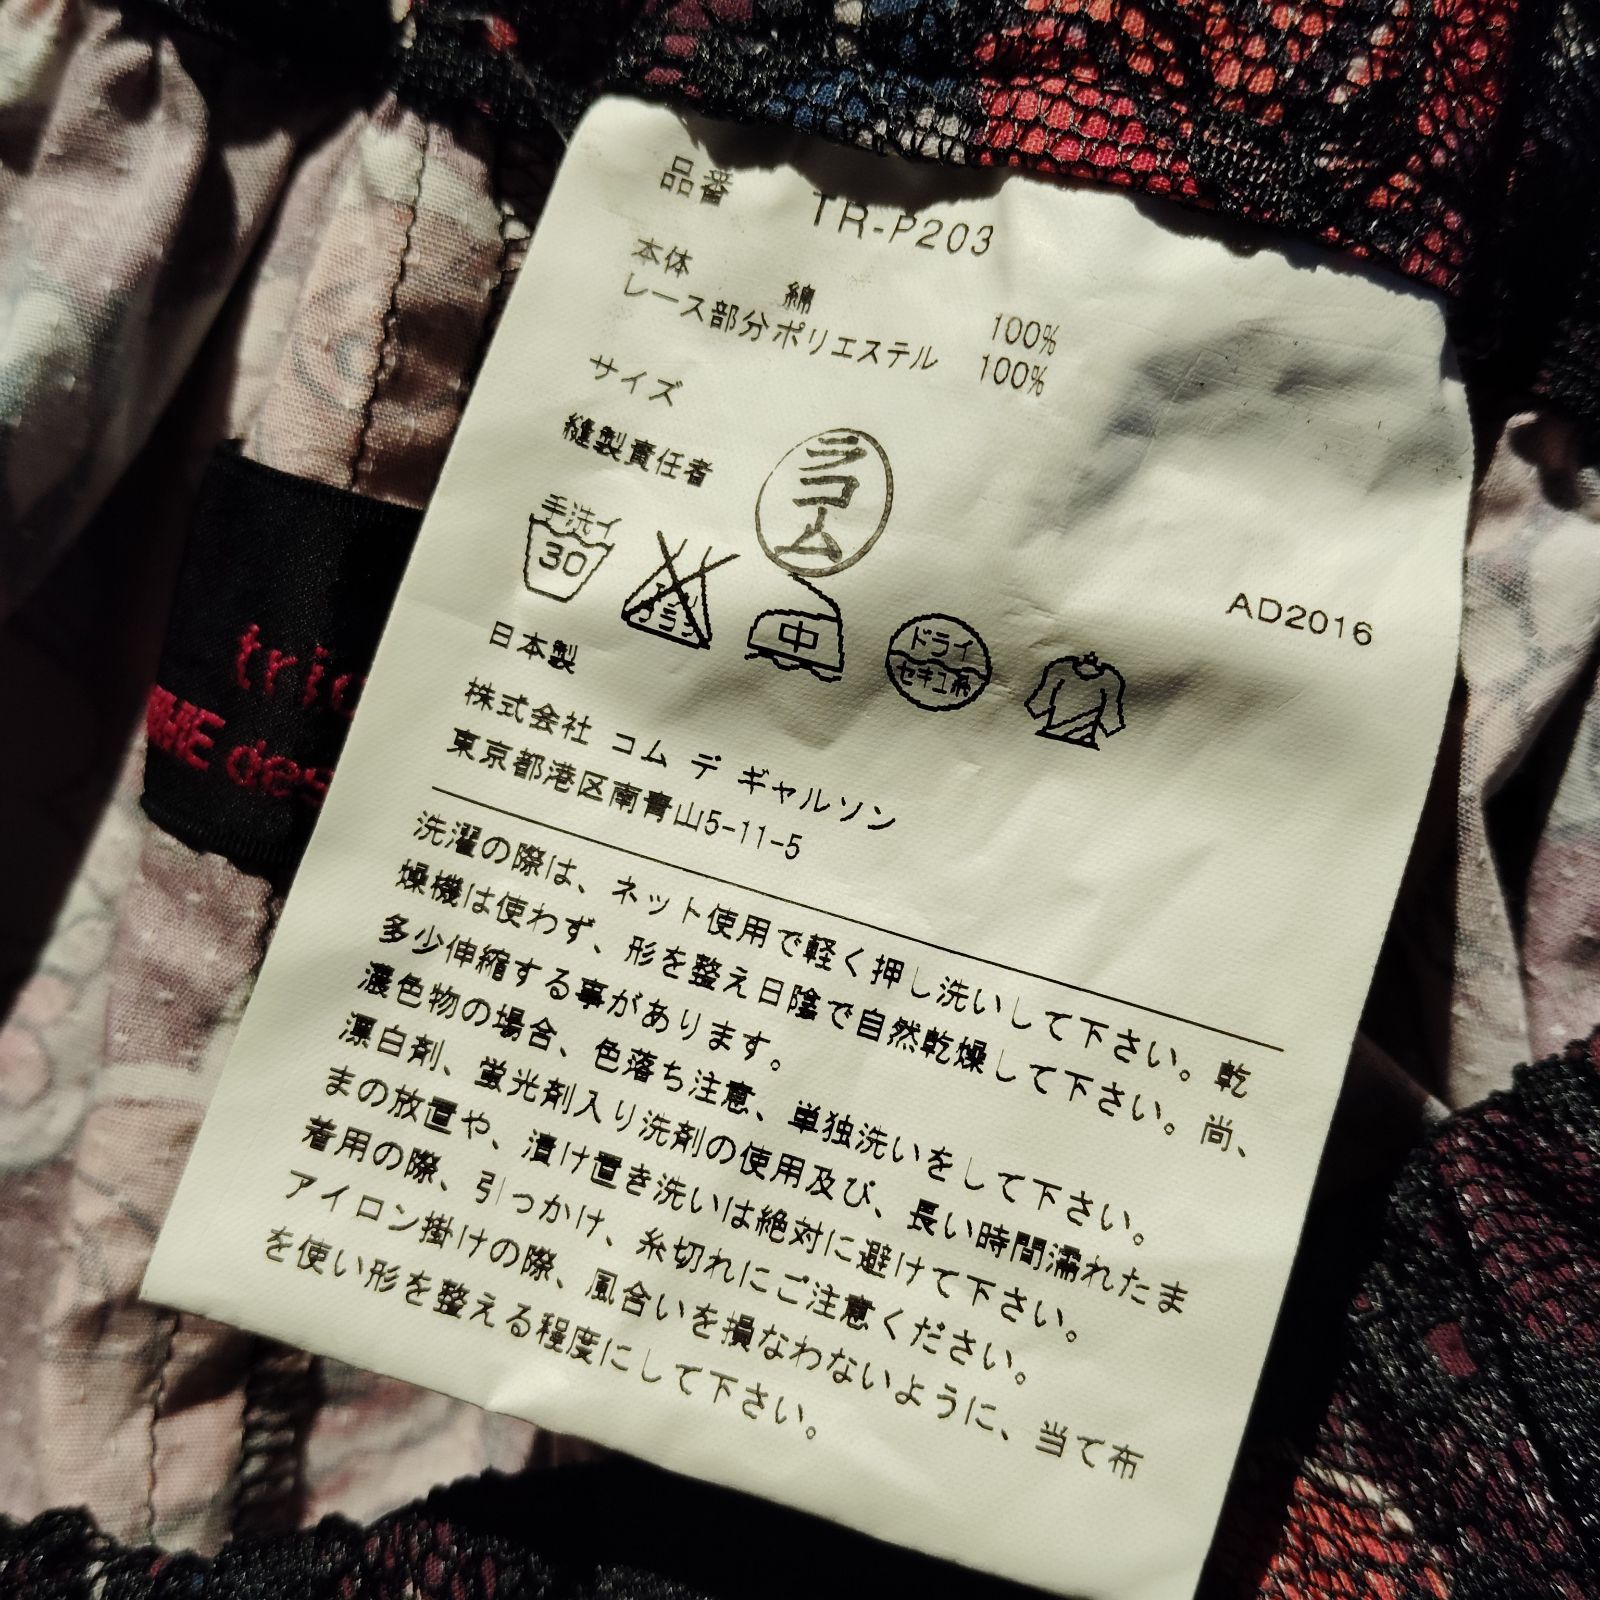 品番 TR-P203
本体 綿 100%
レース部分ポリエステル 100%
サイズ
縫製責任者 ラコム
手洗イ
30
中
ドライ
セキユ系
AD2016
日本製
株式会社 コム デ ギャルソン
東京都港区南青山5-11-5
洗濯の際は、ネット使用で軽く押し洗いして下さい。乾
燥機は使わず、形を整え日陰で自然乾燥して下さい。尚、
多少伸縮する事があります。
濃色物の場合、色落ち注意、単独洗いをして下さい。
漂白剤、蛍光剤入り洗剤の使用及び、長い時間濡れたま
まの放置や、漬け置き洗いは絶対に避けて下さい。
着用の際、引っかけ、糸切れにご注意ください。
アイロン掛けの際、風合いを損なわないように、当て布
を使い形を整える程度にして下さい。